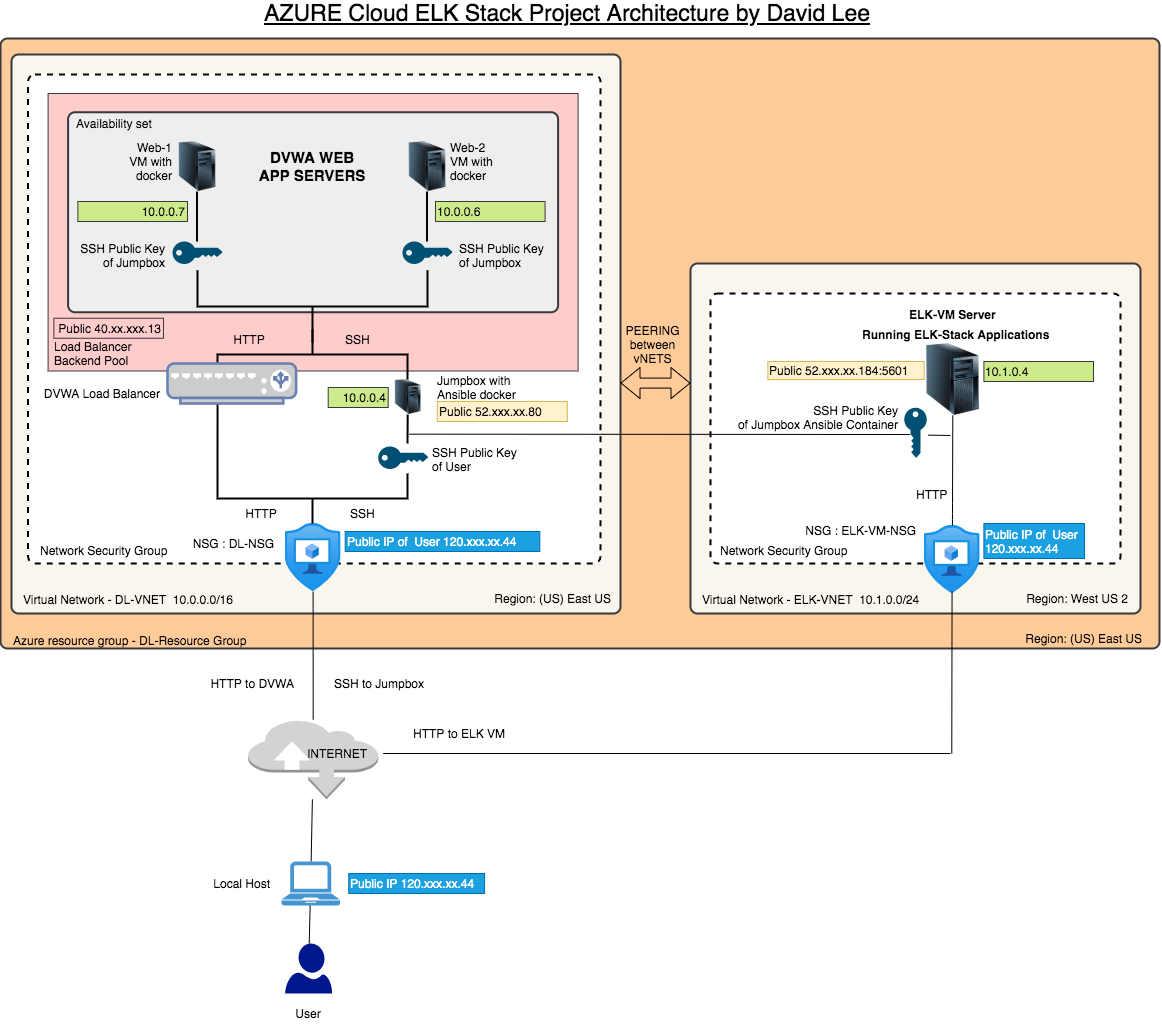 AZURE Cloud ELK Stack Project Architecture by David Lee
Availability set
Web-1
VM with
docker
DVWA WEB
APP SERVERS
Web-2
VM with
docker
10.0.0.7
10.0.0.6
SSH Public Key
of Jumpbox
SSH Public Key
of Jumpbox
Public 40.xx.xxx.13
Load Balancer
Backend Pool
HTTP
SSH
DVWA Load Balancer
10.0.0.4
Jumpbox with
Ansible docker
Public 52.xxx.xx.80
SSH Public Key
of User
HTTP
SSH
NSG : DL-NSG
Public IP of User 120.xxx.xx.44
Network Security Group
Virtual Network - DL-VNET 10.0.0.0/16
Region: (US) East US
PEERING
between
vNETS
ELK-VM Server
Running ELK-Stack Applications
Public 52.xxx.xx.184:5601
10.1.0.4
SSH Public Key
of Jumpbox Ansible Container
HTTP
NSG : ELK-VM-NSG
Public IP of User
120.xxx.xx.44
Network Security Group
Virtual Network - ELK-VNET 10.1.0.0/24
Region: West US 2
Azure resource group - DL-Resource Group
Region: (US) East US
HTTP to DVWA
SSH to Jumpbox
INTERNET
HTTP to ELK VM
Local Host
Public IP 120.xxx.xx.44
User